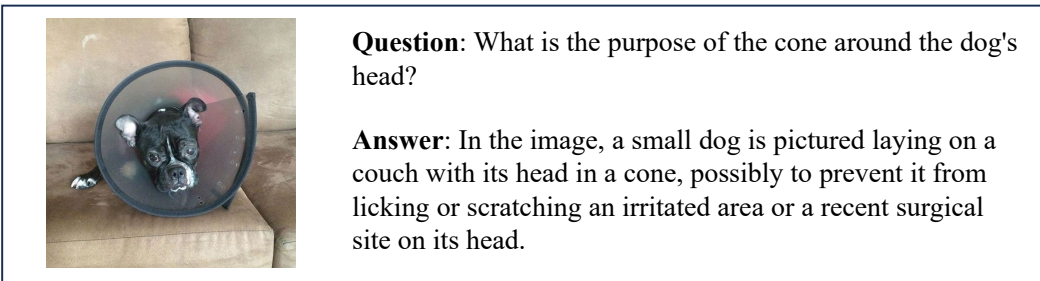 Question: What is the purpose of the cone around the dog's
head?
Answer: In the image, a small dog is pictured laying on a
couch with its head in a cone, possibly to prevent it from
licking or scratching an irritated area or a recent surgical
site on its head.